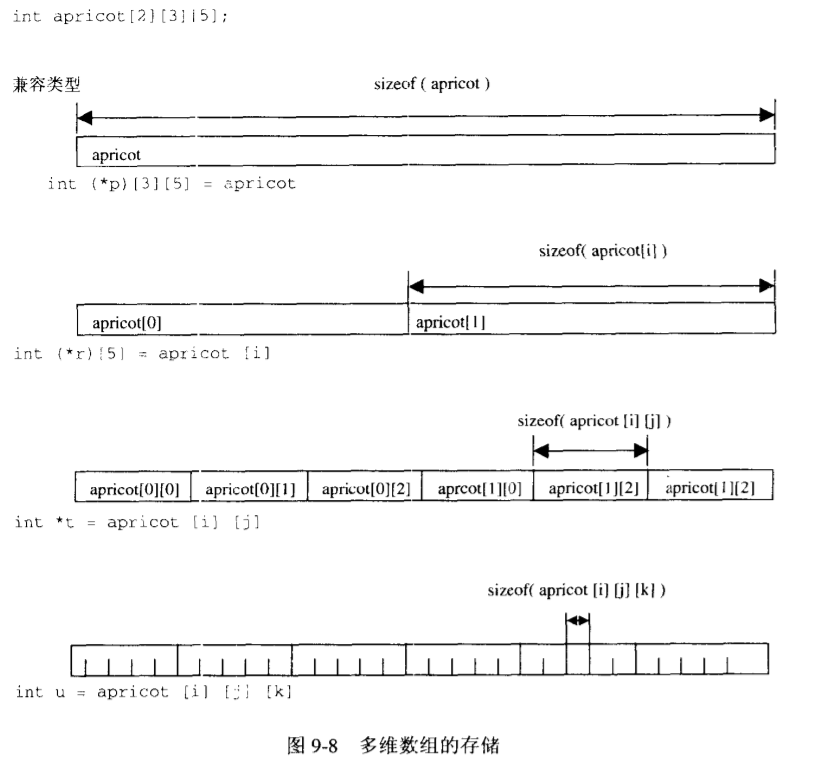 int apricot[2][3][5];
兼容类型
sizeof ( apricot )
apricot
int (*p)[3][5] = apricot
sizeof( apricot[i] )
apricot[0] apricot[1]
int (*r)[5] = apricot [i]
sizeof( apricot [i] [j] )
apricot[0][0] apricot[0][1] apricot[0][2] aprcot[1][0] apricot[1][2] apricot[1][2]
int *t = apricot [i] [j]
sizeof( apricot [i] [j] [k] )
int u = apricot [i] [j] [k]
图 9-8 多维数组的存储